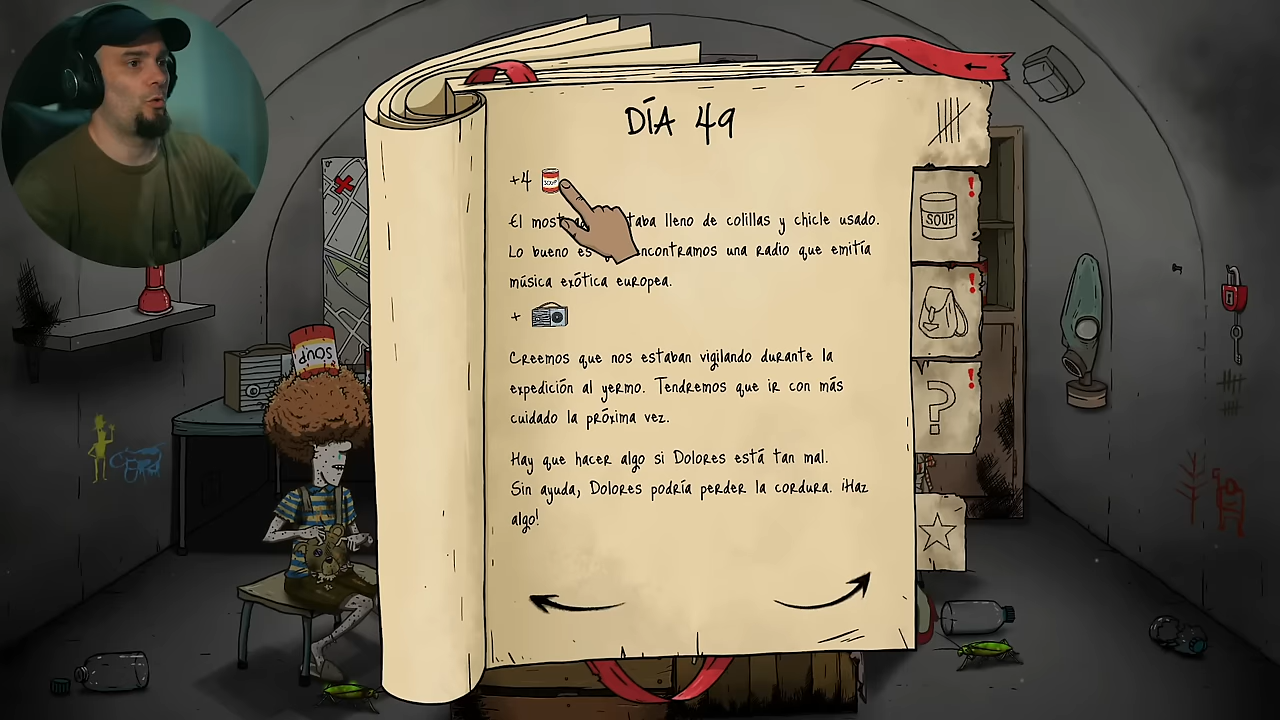 DÍA 49
+4 SOUP
El most taba lleno de colillas y chicle usado.
Lo bueno es ncontramos una radio que emitía
música exótica europea.
+
Creemos que nos estaban vigilando durante la
expedición al yermo. Tendremos que ir con más
cuidado la próxima vez.
Hay que hacer algo si Dolores está tan mal.
Sin ayuda, Dolores podría perder la cordura. ¡Haz
algo!
SOUP
!
!
?
!
SOUP